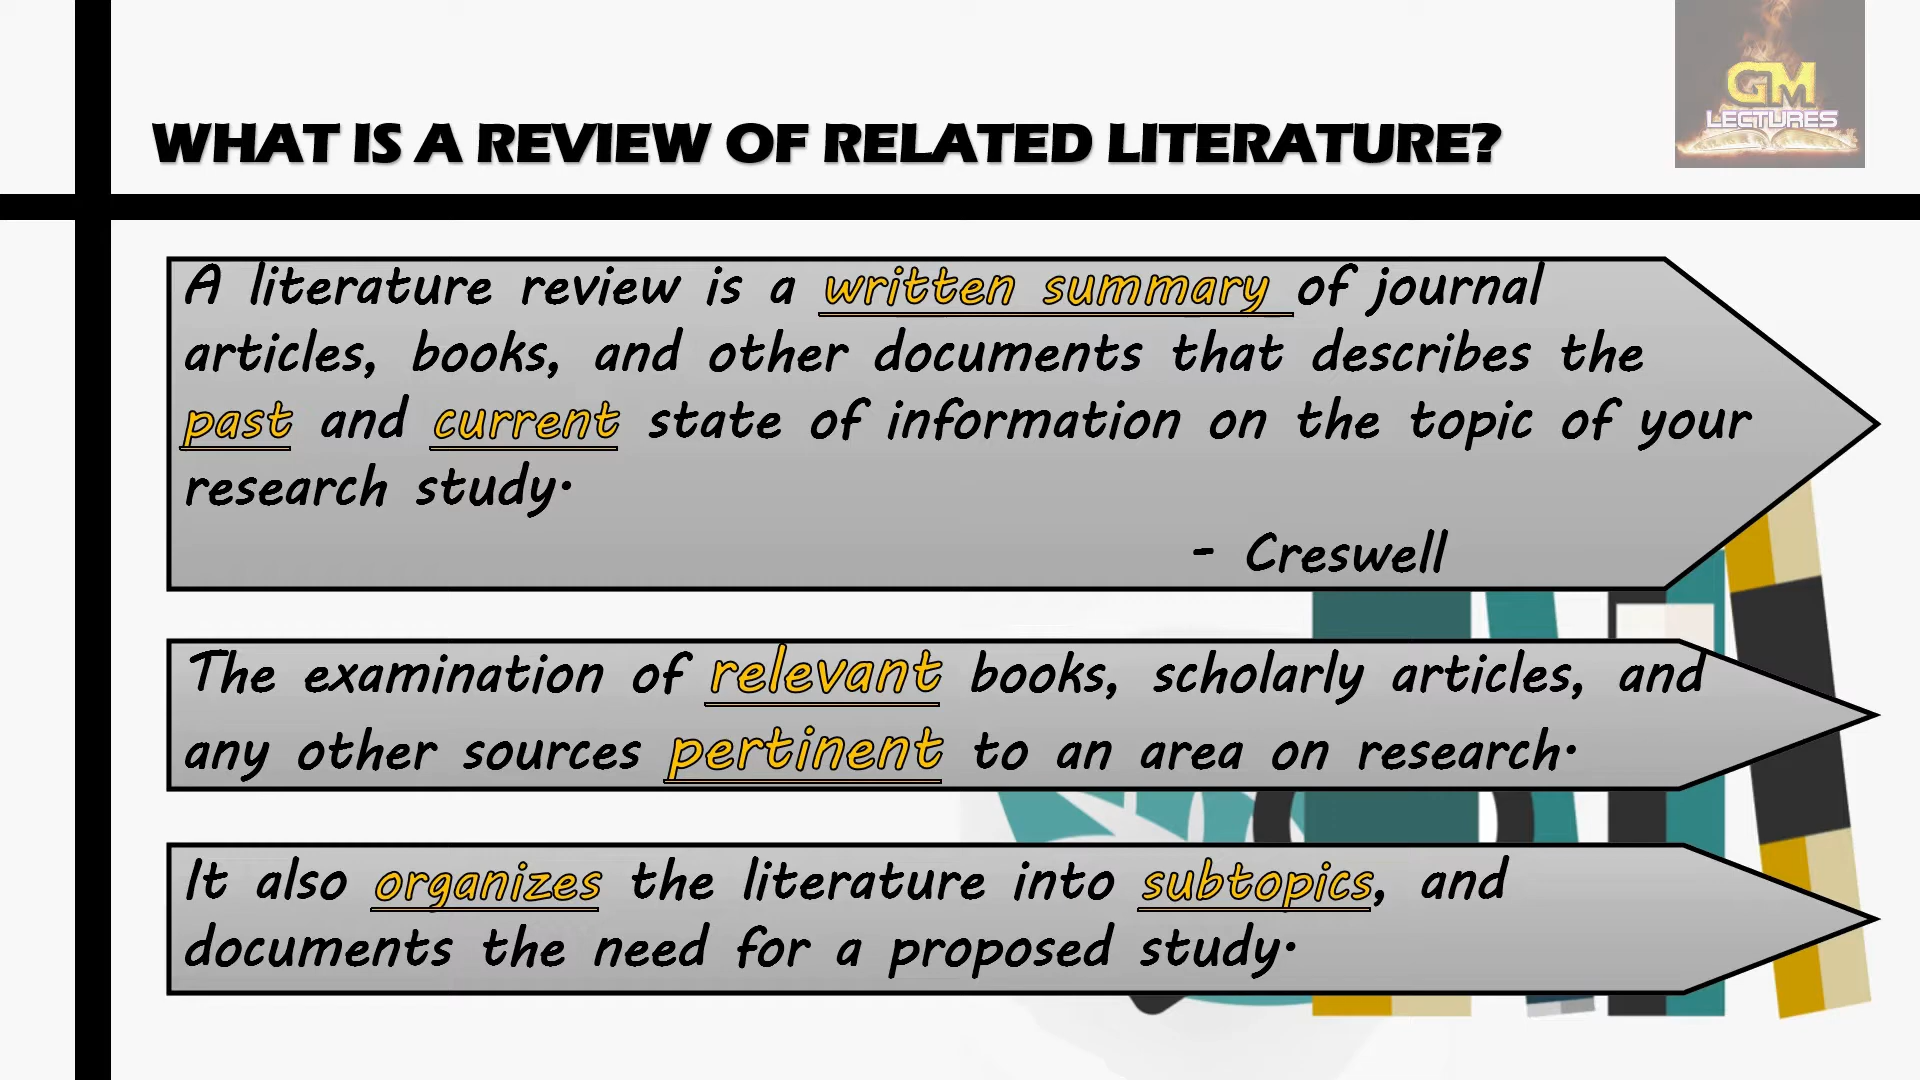 GM
LECTURES
WHAT IS A REVIEW OF RELATED LITERATURE?
A literature review is a written summary of journal
articles, books, and other documents that describes the
past and current state of information on the topic of your
research study.
- Creswell
The examination of relevant books, scholarly articles, and
any other sources pertinent to an area on research.
It also organizes the literature into subtopics, and
documents the need for a proposed study.